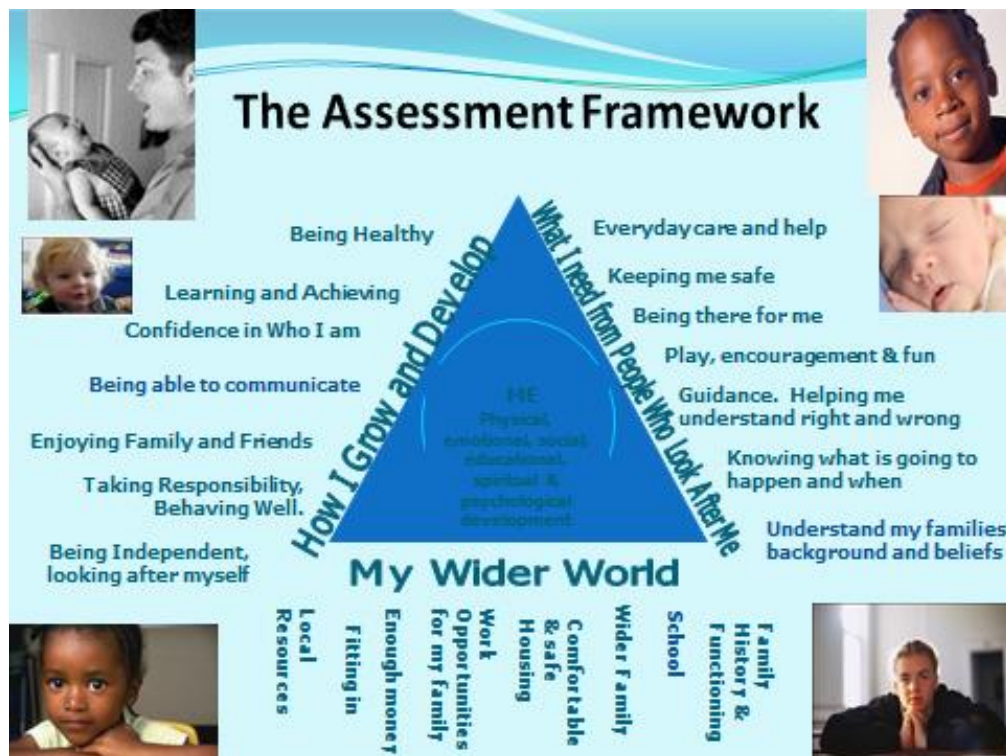 The Assessment Framework
Being Healthy
Learning and Achieving
Confidence in Who I am
Being able to communicate
Enjoying Family and Friends
Taking Responsibility,
Behaving Well.
Being Independent,
looking after myself
How I Grow and Develop
What I need from People Who Look After Me
Everyday care and help
Keeping me safe
Being there for me
Play, encouragement & fun
Guidance. Helping me
understand right and wrong
Knowing what is going to
happen and when
Understand my families
background and beliefs
ME
Physical,
emotional, social,
educational,
spiritual &
psychological
development
My Wider World
Local
Resources
Fitting in
Enough money
Work
Opportunities
for my family
Comfortable
& safe
Housing
Wider Family
School
Family
History &
Functioning